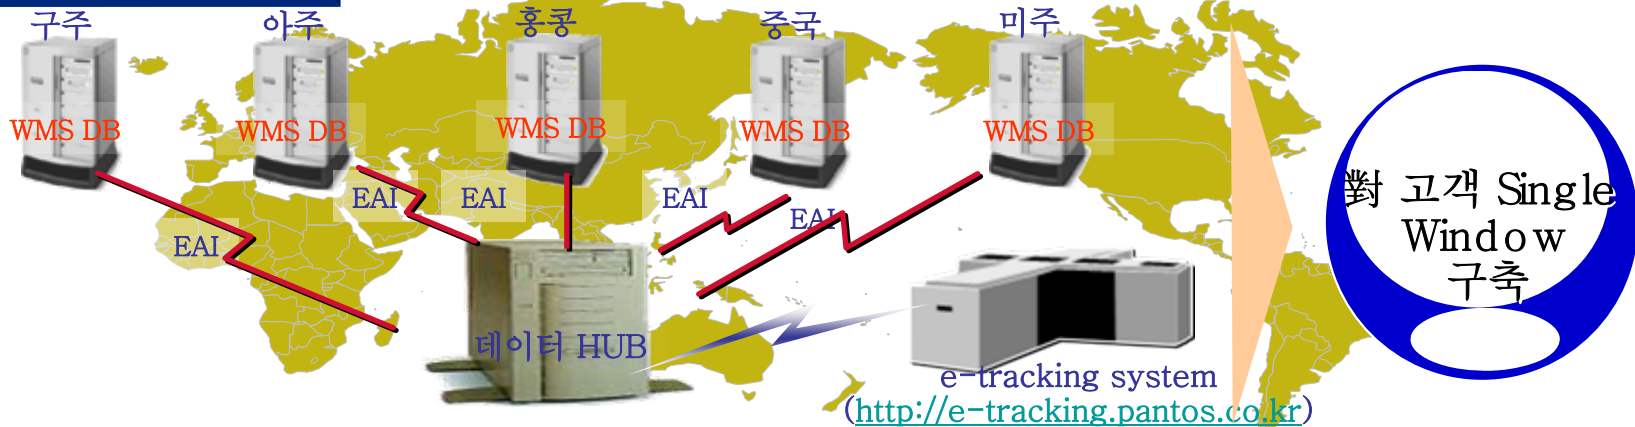 구주
아주
홍콩
중국
미주
WMS DB
WMS DB
WMS DB
WMS DB
WMS DB
EAI
EAI
EAI
EAI
EAI
데이터 HUB
e-tracking system
(http://e-tracking.pantos.co.kr)
對 고객 Single
Window
구축